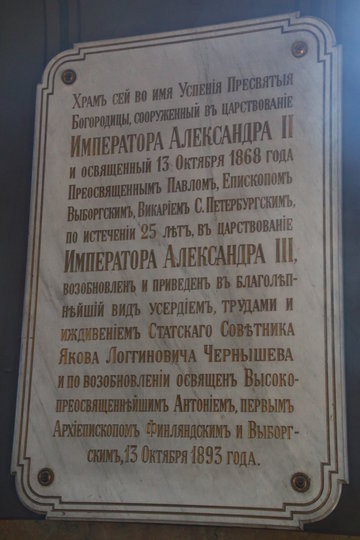 Храмъ сей во имя Успенія Пресвятыя
Богородицы, сооруженный въ царствованіе
Императора Александра II
и освященный 13 Октября 1868 года
Преосвященнымъ Павломъ, Епископомъ
Выборгскимъ, Викаріемъ С. Петербургскимъ,
по истеченіи 25 лѣтъ, въ царствованіе
Императора Александра III,
возобновленъ и приведенъ въ благолѣп-
нѣйшій видъ усердіемъ, трудами и
иждивеніемъ Статскаго Совѣтника
Якова Логгиновича Чернышева
и по возобновленіи освященъ Высоко-
преосвященнѣйшимъ Антоніемъ, первымъ
Архіепископомъ Финляндскимъ и Выборг-
скимъ, 13 Октября 1893 года.